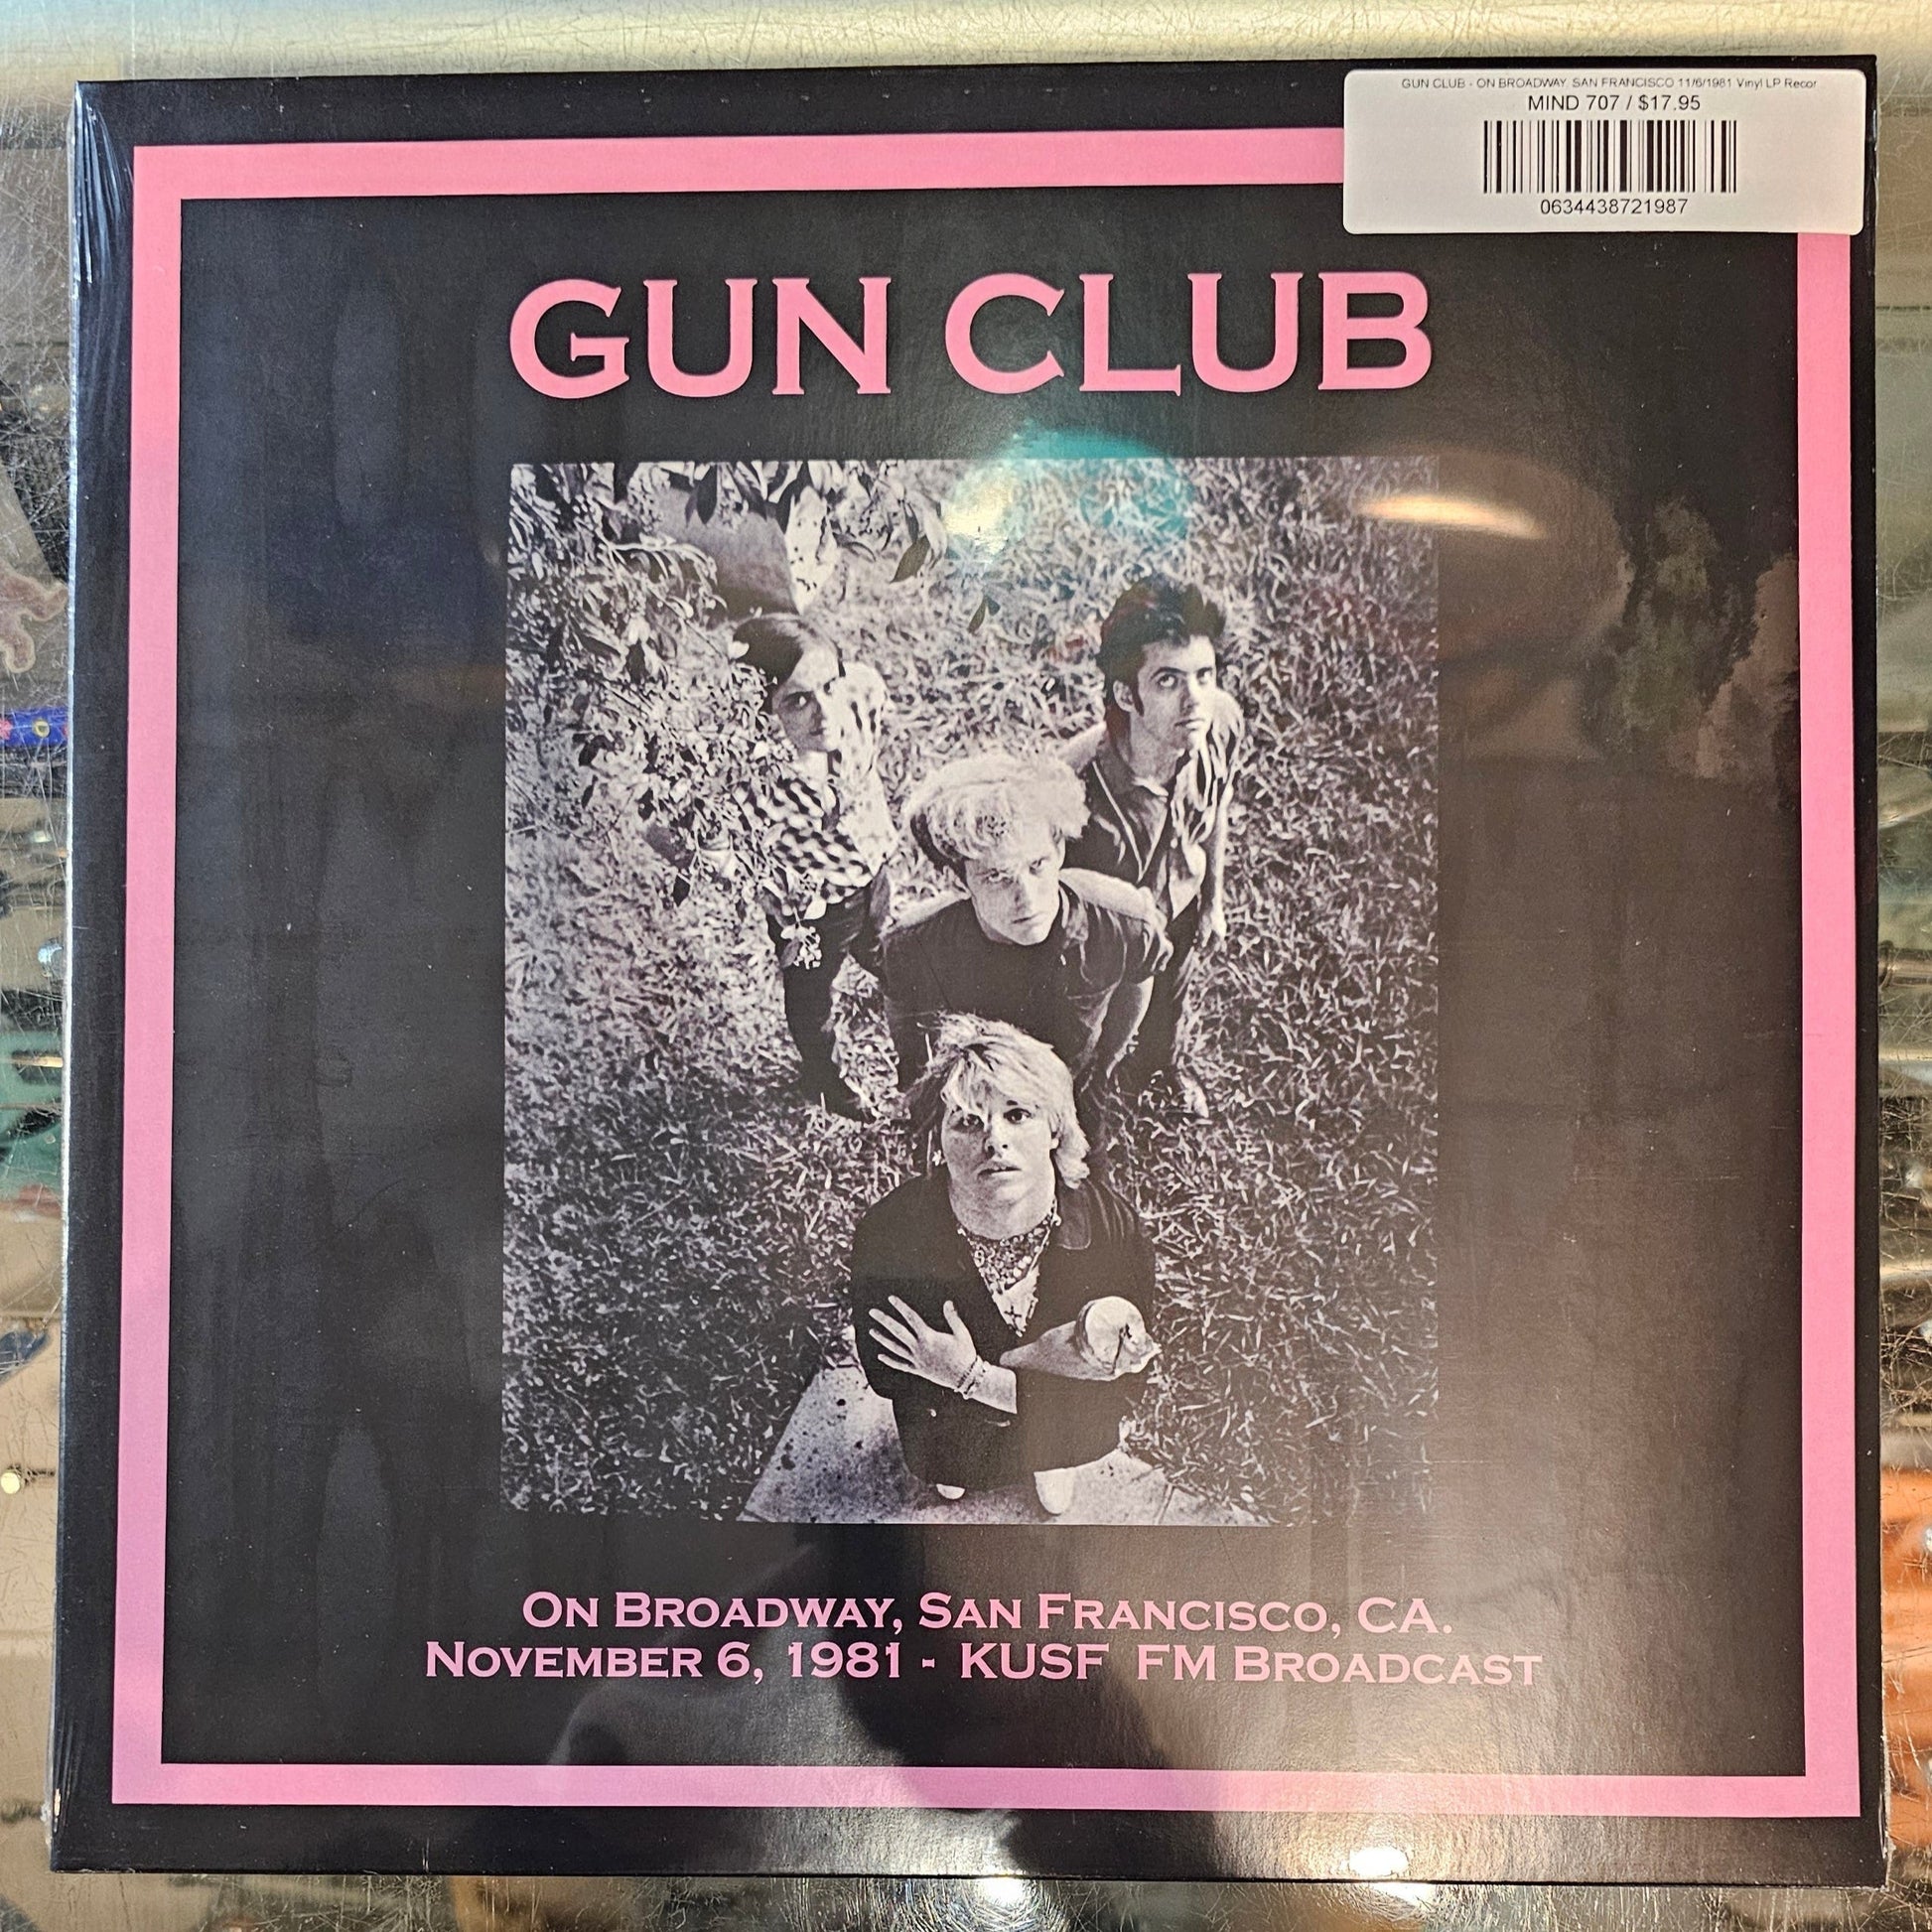 GUN CLUB - ON BROADWAY, SAN FRANCISCO 11/6/1981 Vinyl LP Recor
MIND 707 / $17.95
0634438721987
GUN CLUB
ON BROADWAY, SAN FRANCISCO, CA.
NOVEMBER 6, 1981 - KUSF FM BROADCAST